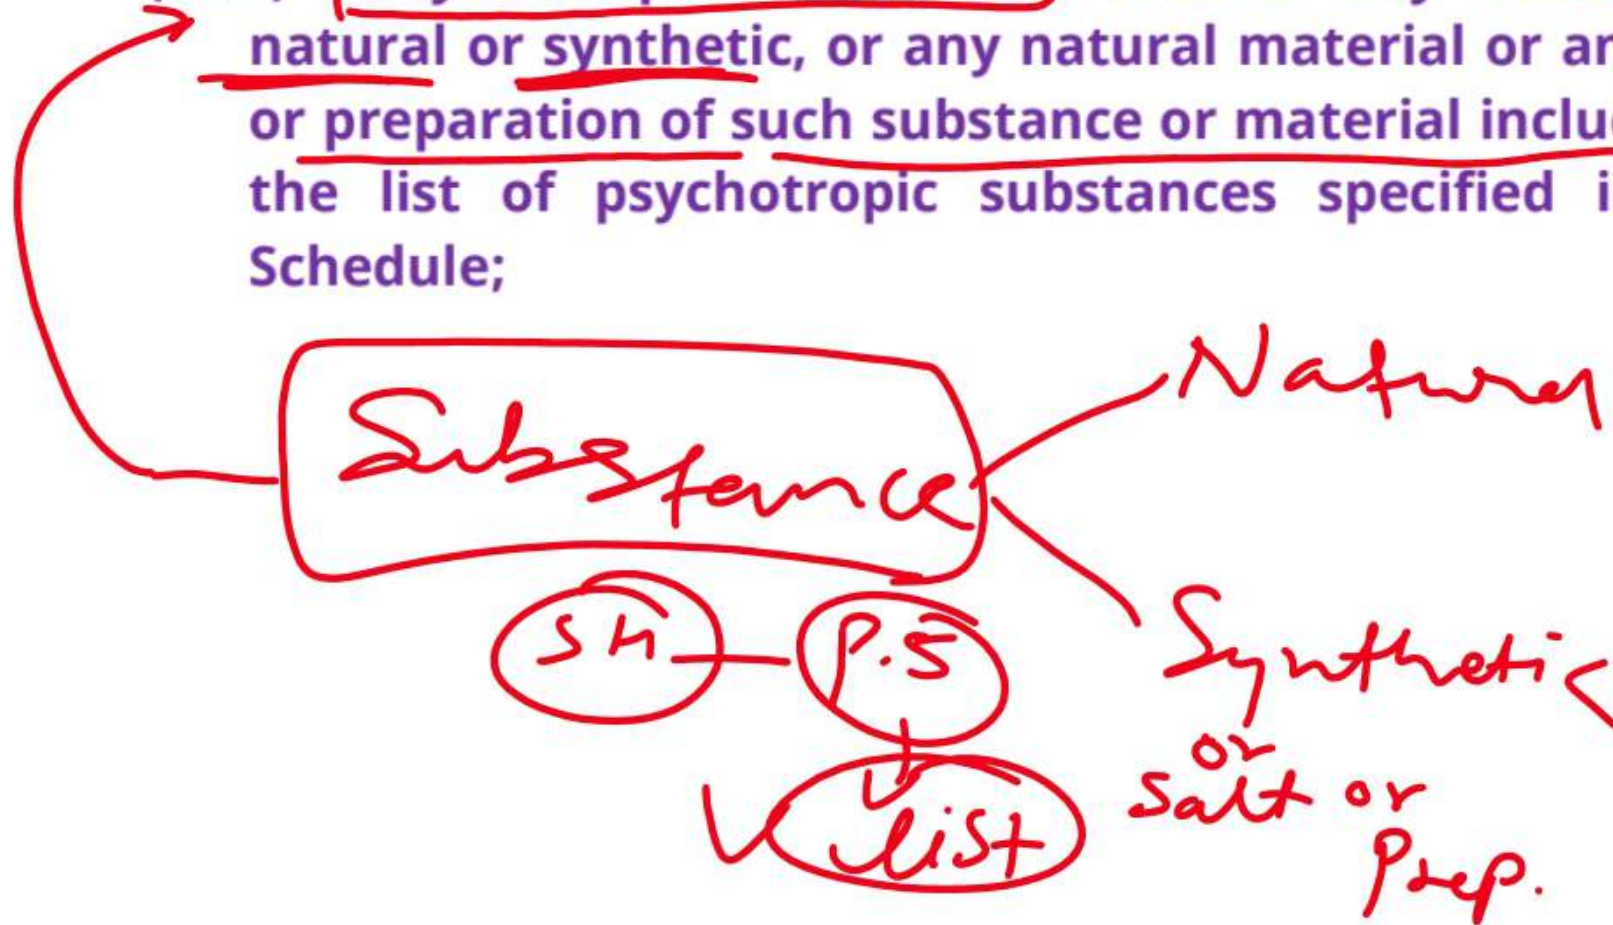 natural or synthetic, or any natural material or an
or preparation of such substance or material inclu
the list of psychotropic substances specified i
Schedule;
Natural
Substance
SH P.S
Synthetic
or
Salt or
list
Prep.